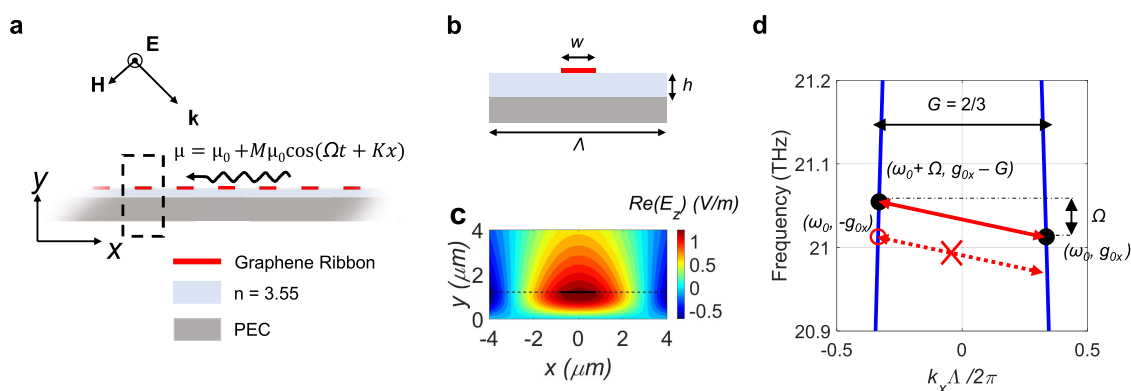 a
E
H
k
μ = μ₀ +Mμ₀cos(Ωt + Kx)
y
x
Graphene Ribbon
n = 3.55
PEC
b
w
h
Λ
c
Re(E_z) (V/m)
4
2
0
y (μm)
-4 -2 0 2 4
x (μm)
1
0.5
0
-0.5
d
21.2
21.1
21
20.9
Frequency (THz)
G = 2/3
(ω₀+ Ω, g₀ₓ – G)
Ω
(ω₀, -g₀ₓ)
(ω₀, g₀ₓ)
-0.5 0 0.5
kₓΛ/2π